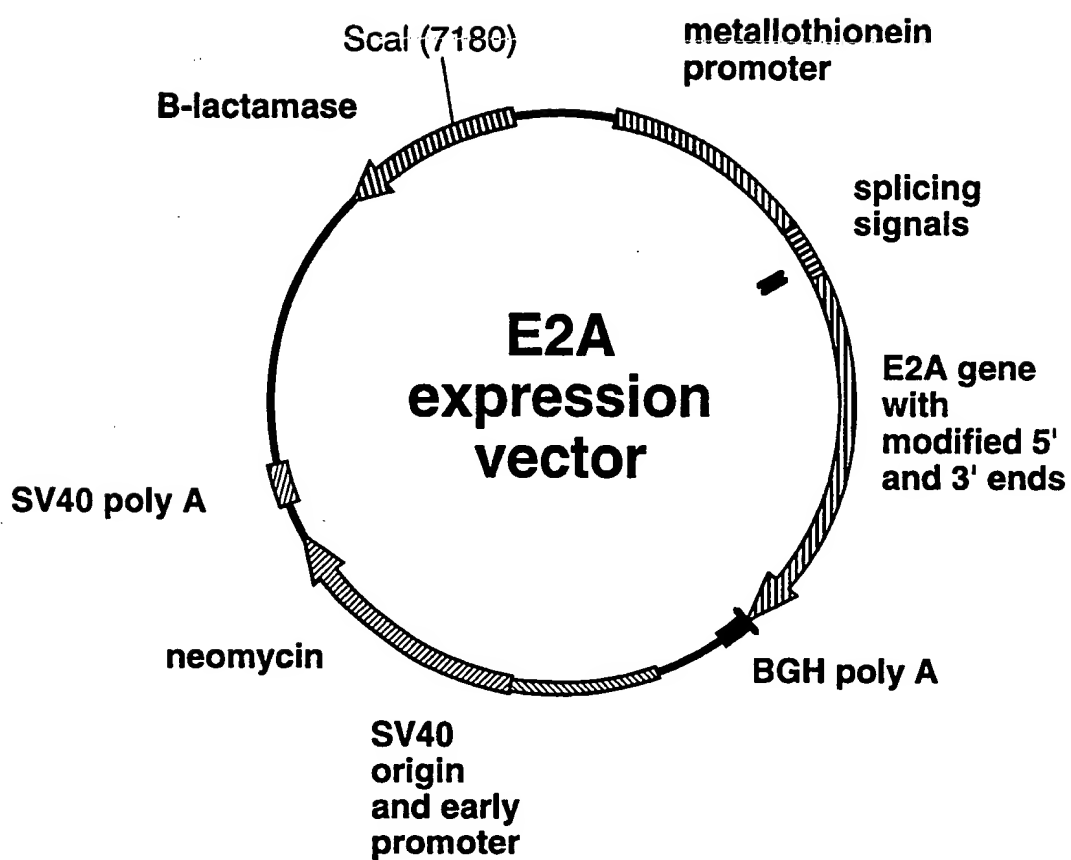 ScaI (7180)
metallothionein
promoter
B-lactamase
splicing
signals
E2A
expression
vector
E2A gene
with
modified 5'
and 3' ends
SV40 poly A
neomycin
BGH poly A
SV40
origin
and early
promoter